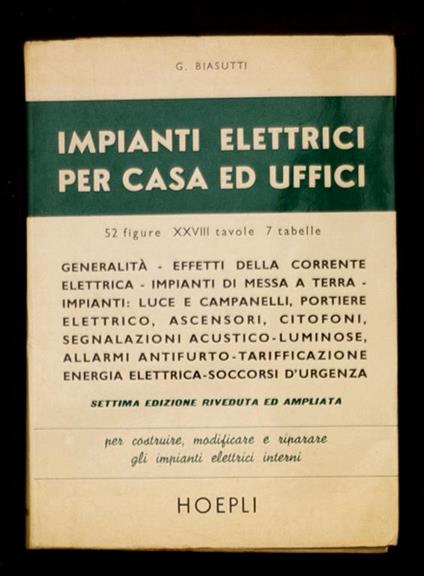 G. BIASUTTI
IMPIANTI ELETTRICI
PER CASA ED UFFICI
52 figure XXVIII tavole 7 tabelle
GENERALITÀ - EFFETTI DELLA CORRENTE
ELETTRICA - IMPIANTI DI MESSA A TERRA -
IMPIANTI: LUCE E CAMPANELLI, PORTIERE
ELETTRICO, ASCENSORI, CITOFONI,
SEGNALAZIONI ACUSTICO-LUMINOSE,
ALLARMI ANTIFURTO-TARIFFICAZIONE
ENERGIA ELETTRICA-SOCCORSI D'URGENZA
SETTIMA EDIZIONE RIVEDUTA ED AMPLIATA
per costruire, modificare e riparare
gli impianti elettrici interni
HOEPLI